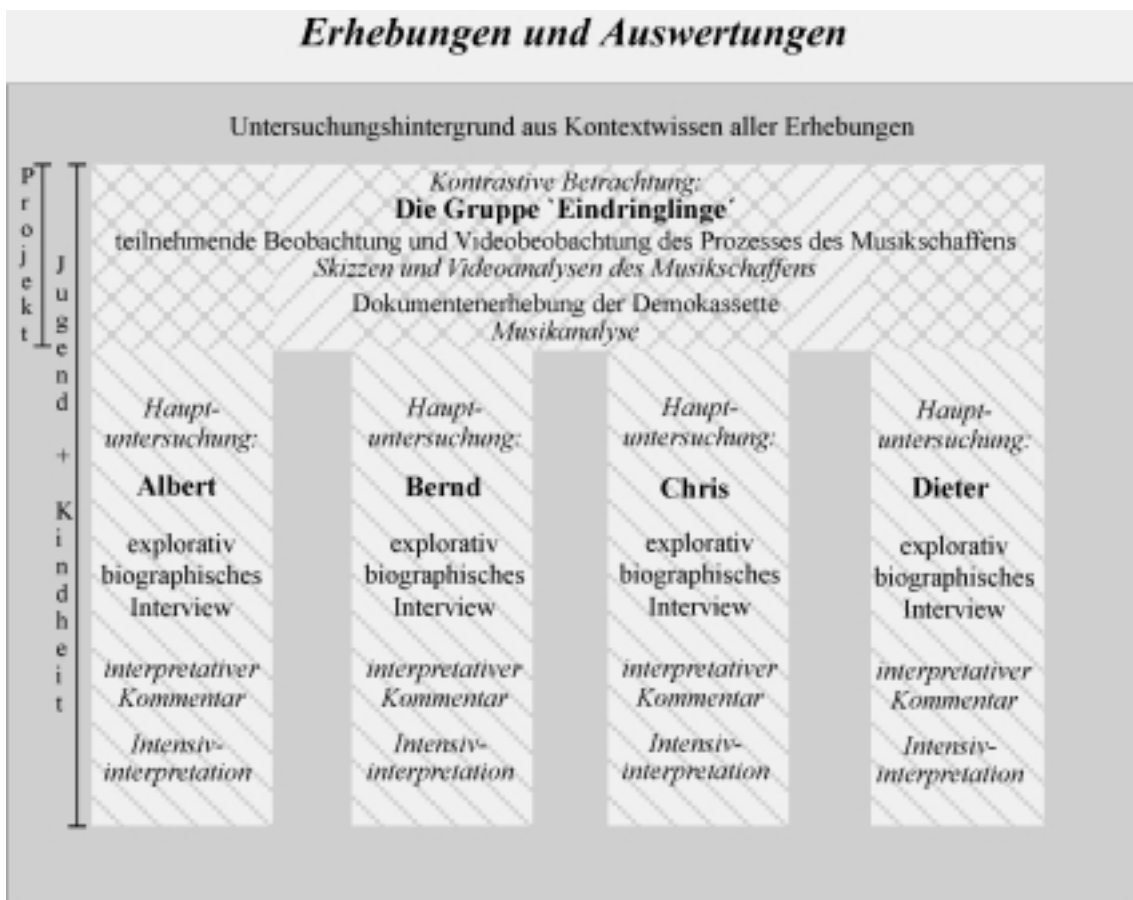 Erhebungen und Auswertungen
Untersuchungshintergrund aus Kontextwissen aller Erhebungen
Projekt
Jugend + Kindheit
Kontrastive Betrachtung:
Die Gruppe `Eindringlinge´
teilnehmende Beobachtung und Videobeobachtung des Prozesses des Musikschaffens
Skizzen und Videoanalysen des Musikschaffens
Dokumentenerhebung der Demokassette
Musikanalyse
Haupt-
untersuchung:
Albert
explorativ
biographisches
Interview
interpretativer
Kommentar
Intensiv-
interpretation
Haupt-
untersuchung:
Bernd
explorativ
biographisches
Interview
interpretativer
Kommentar
Intensiv-
interpretation
Haupt-
untersuchung:
Chris
explorativ
biographisches
Interview
interpretativer
Kommentar
Intensiv-
interpretation
Haupt-
untersuchung:
Dieter
explorativ
biographisches
Interview
interpretativer
Kommentar
Intensiv-
interpretation